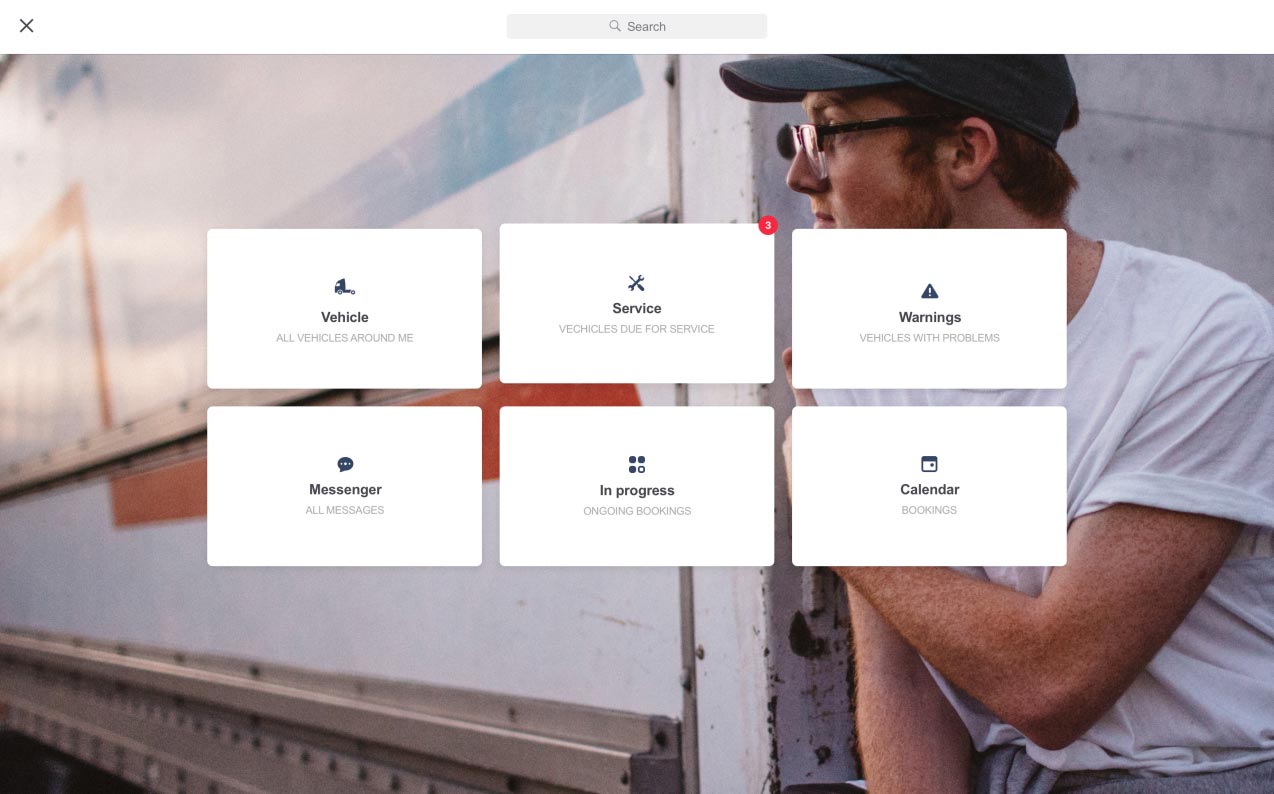 Search
3
Vehicle
ALL VEHICLES AROUND ME
Service
VECHICLES DUE FOR SERVICE
Warnings
VEHICLES WITH PROBLEMS
Messenger
ALL MESSAGES
In progress
ONGOING BOOKINGS
Calendar
BOOKINGS